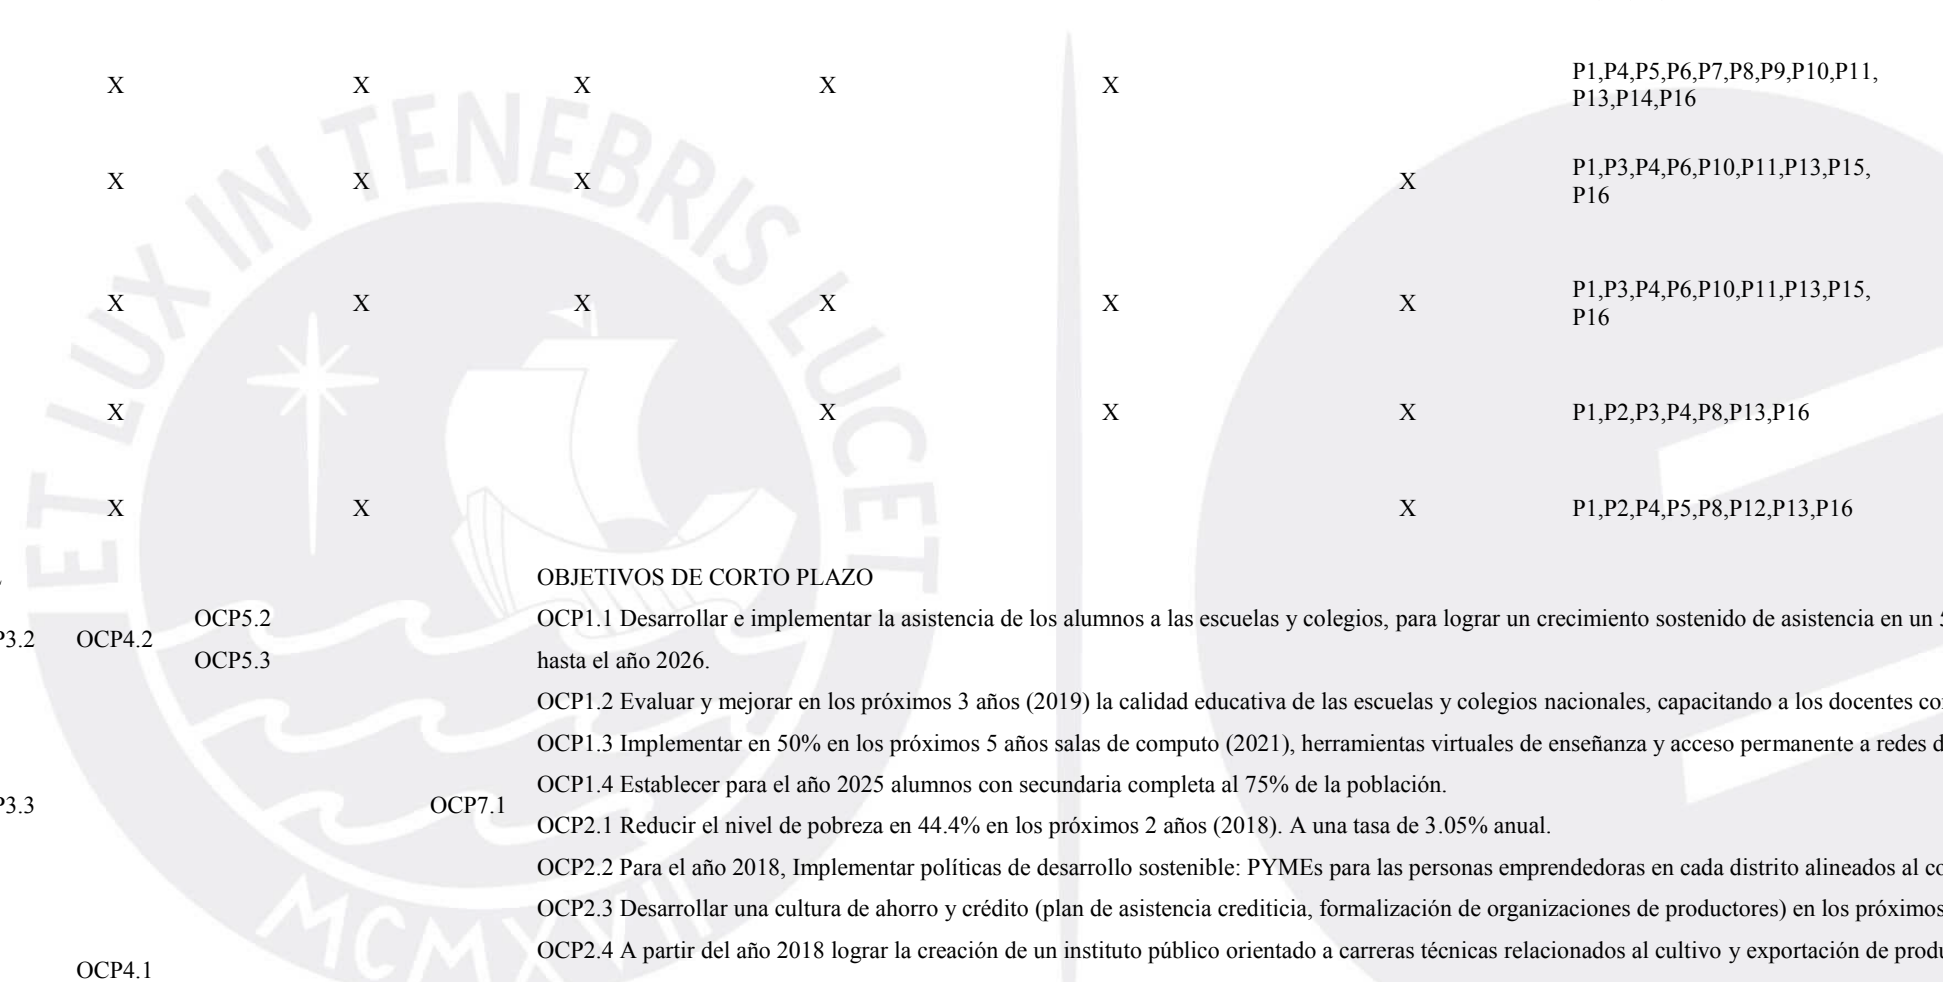 X X X X X P1,P4,P5,P6,P7,P8,P9,P10,P11,
P13,P14,P16
X X X X P1,P3,P4,P6,P10,P11,P13,P15,
P16
X X X X X X P1,P3,P4,P6,P10,P11,P13,P15,
P16
X X X X P1,P2,P3,P4,P8,P13,P16
X X X P1,P2,P4,P5,P8,P12,P13,P16
ET LUX IN TENEBRIS LUCET
MCMXVII
OBJETIVOS DE CORTO PLAZO
OCP5.2
OCP1.1 Desarrollar e implementar la asistencia de los alumnos a las escuelas y colegios, para lograr un crecimiento sostenido de asistencia en un
P3.2 OCP4.2
OCP5.3
hasta el año 2026.
OCP1.2 Evaluar y mejorar en los próximos 3 años (2019) la calidad educativa de las escuelas y colegios nacionales, capacitando a los docentes
OCP1.3 Implementar en 50% en los próximos 5 años salas de computo (2021), herramientas virtuales de enseñanza y acceso permanente a redes
OCP1.4 Establecer para el año 2025 alumnos con secundaria completa al 75% de la población.
P3.3 OCP7.1
OCP2.1 Reducir el nivel de pobreza en 44.4% en los próximos 2 años (2018). A una tasa de 3.05% anual.
OCP2.2 Para el año 2018, Implementar políticas de desarrollo sostenible: PYMEs para las personas emprendedoras en cada distrito alineados al
OCP2.3 Desarrollar una cultura de ahorro y crédito (plan de asistencia crediticia, formalización de organizaciones de productores) en los próximos
OCP2.4 A partir del año 2018 lograr la creación de un instituto público orientado a carreras técnicas relacionados al cultivo y exportación de
OCP4.1